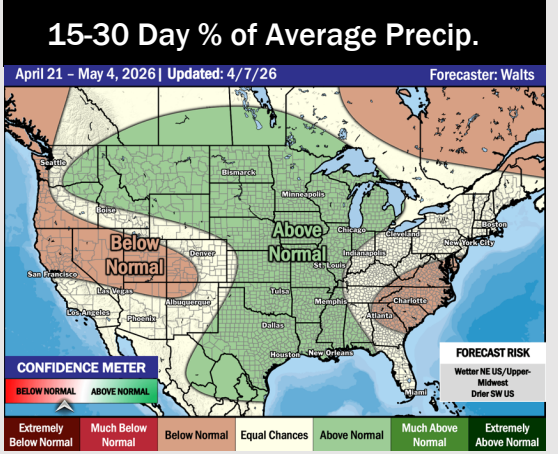 15-30 Day % of Average Precip.
April 21 – May 4, 2026 | Updated: 4/7/26
Forecaster: Walts
Seattle
Bismarck
Minneapolis
Boise
Boston
Chicago
Cleveland
New York City
Above
Normal
Below
Normal
Denver
Indianapolis
St. Louis
San Francisco
Las Vegas
Tulsa
Memphis
Charlotte
Albuquerque
Los Angeles
Phoenix
Atlanta
Dallas
Houston
New Orleans
Miami
CONFIDENCE METER
BELOW NORMAL
ABOVE NORMAL
FORECAST RISK
Wetter NE US/Upper-
Midwest
Drier SW US
Extremely
Below Normal
Much Below
Normal
Below Normal
Equal Chances
Above Normal
Much Above
Normal
Extremely
Above Normal